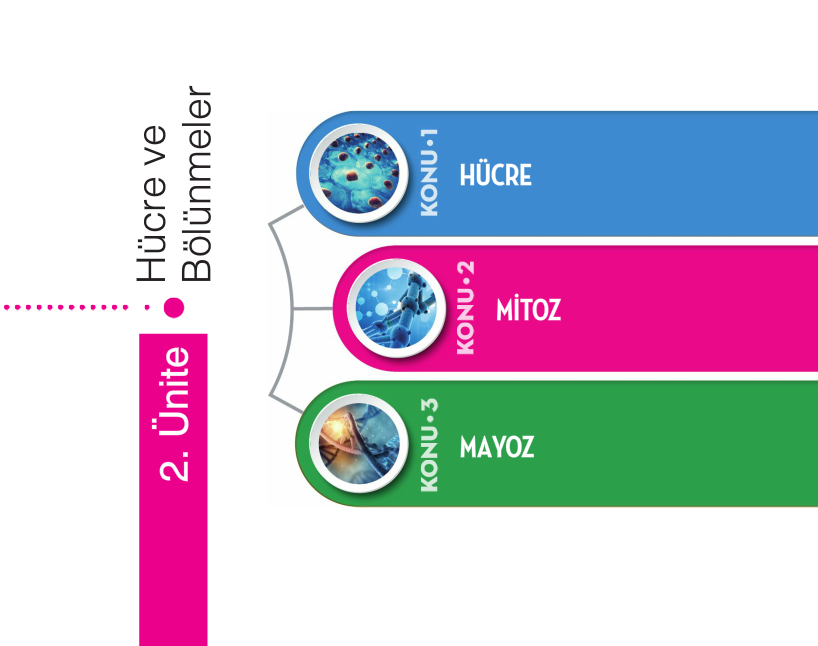 2. Ünite
Hücre ve
Bölünmeler
KONU•1
HÜCRE
KONU•2
MİTOZ
KONU•3
MAYOZ